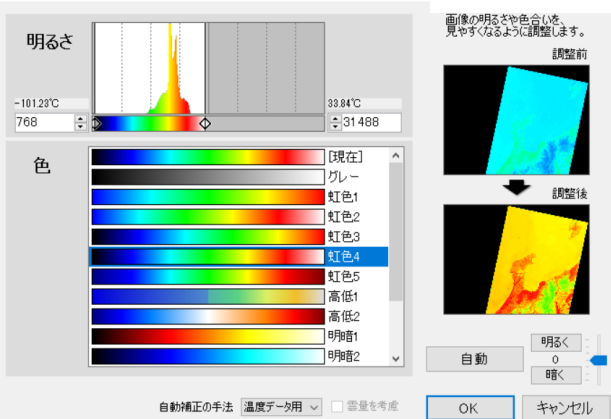 明るさ
-101.23℃
33.84℃
768
31488
色
[現在]
グレー
虹色1
虹色2
虹色3
虹色4
虹色5
高低1
高低2
明暗1
明暗2
自動補正の手法 温度データ用
雲量を考慮
画像の明るさや色合いを、
見やすくなるように調整します。
調整前
調整後
自動
明るく
0
暗く
OK
キャンセル